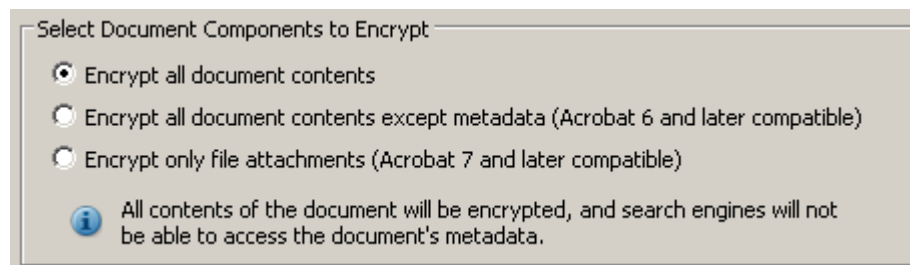 Select Document Components to Encrypt
Encrypt all document contents
Encrypt all document contents except metadata (Acrobat 6 and later compatible)
Encrypt only file attachments (Acrobat 7 and later compatible)
All contents of the document will be encrypted, and search engines will not
be able to access the document's metadata.